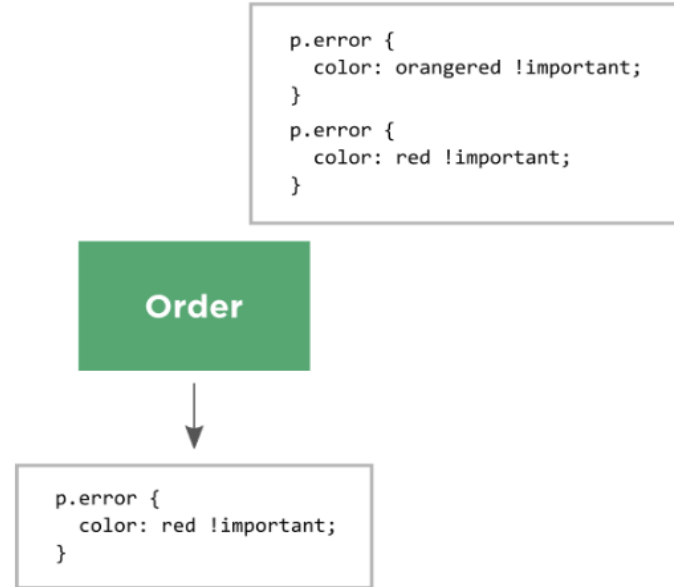 p.error {
  color: orangered !important;
}
p.error {
  color: red !important;
}
Order
p.error {
  color: red !important;
}